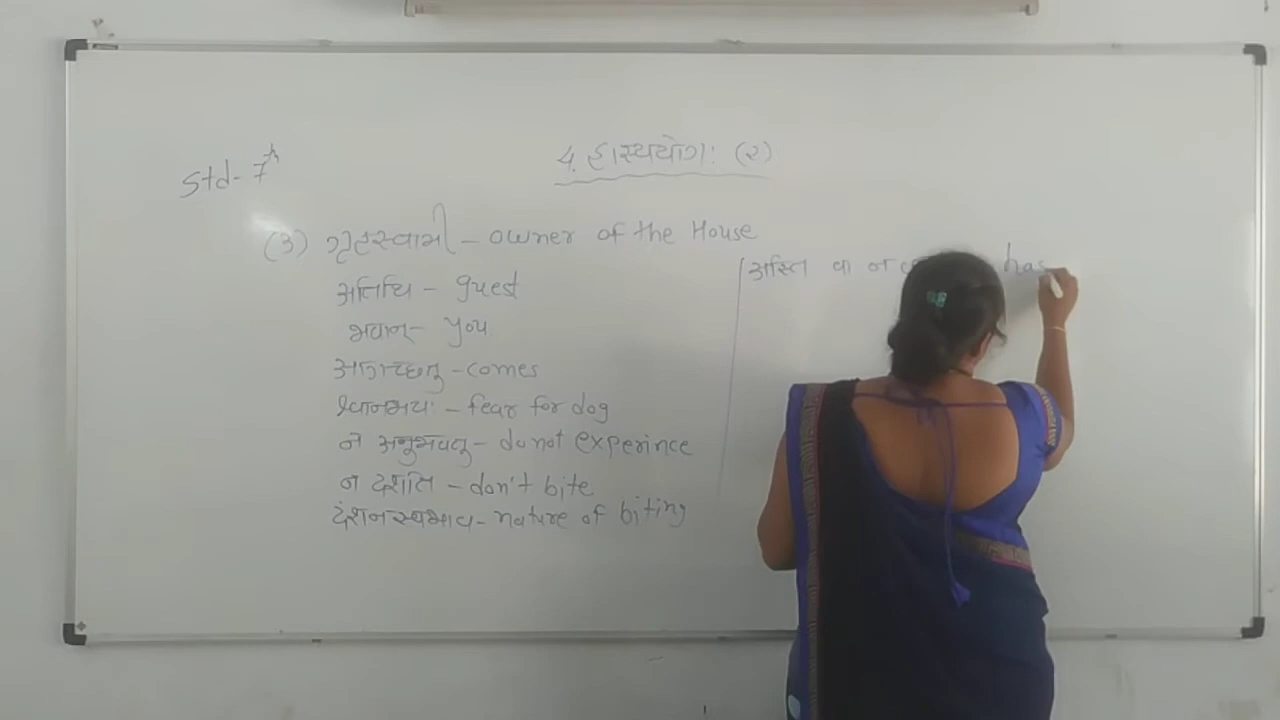 Std- 7th
4. हास्ययोगः (२)
(3) गृहस्वामी - owner of the House
अतिथि - guest
भवान् - you
आगच्छतु - comes
श्वानभयः - fear for dog
न अनुभवतु - do not experince
न दशति - don't bite
दंशनस्वभाव - nature of biting
अस्ति वा न has